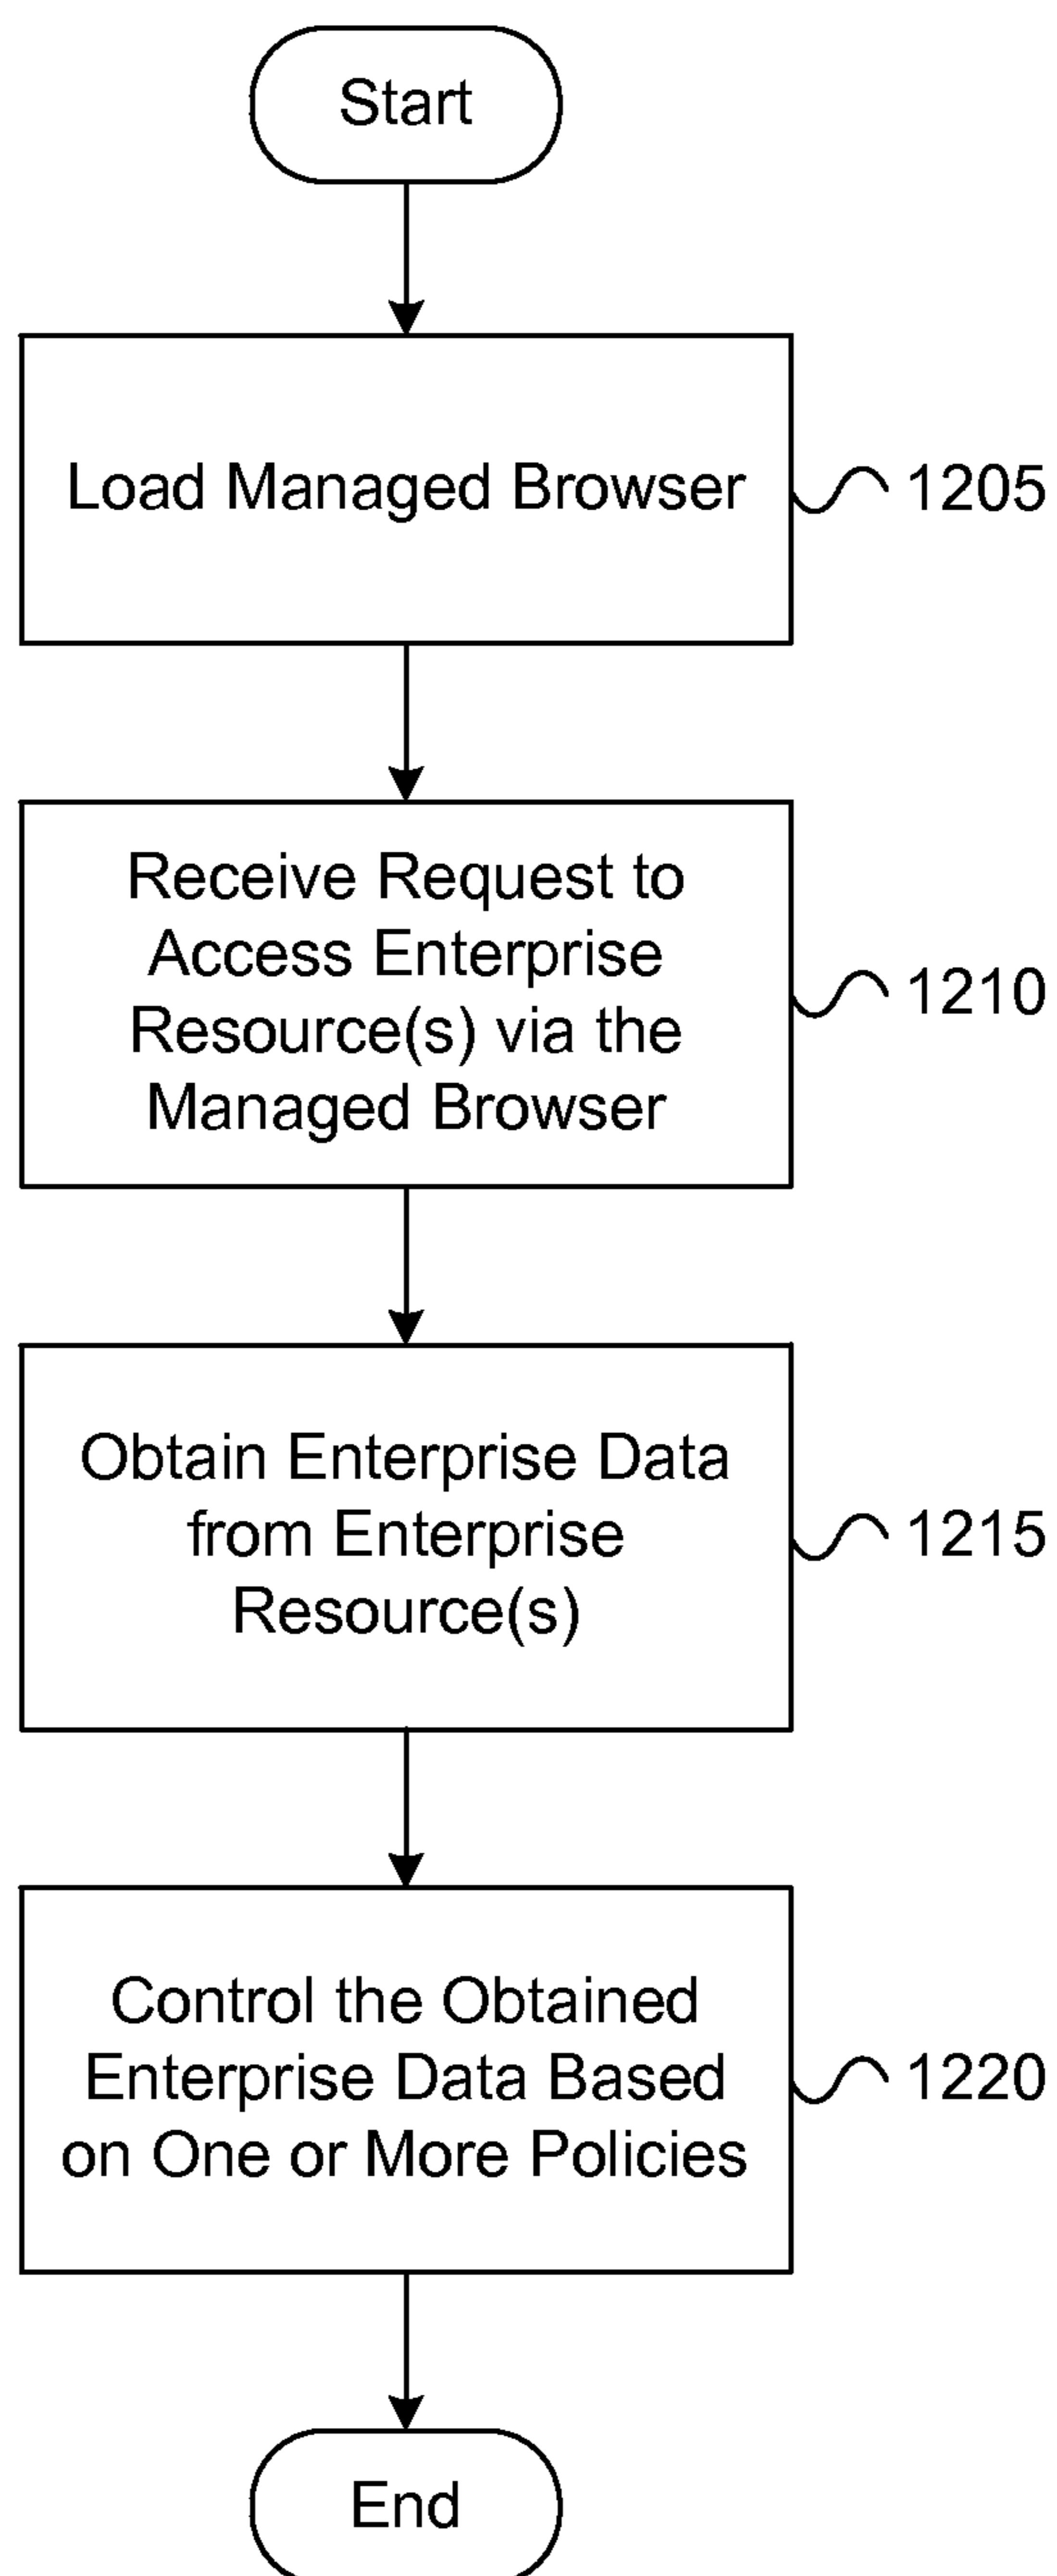 Start
Load Managed Browser
1205
Receive Request to
Access Enterprise
Resource(s) via the
Managed Browser
1210
Obtain Enterprise Data
from Enterprise
Resource(s)
1215
Control the Obtained
Enterprise Data Based
on One or More Policies
1220
End